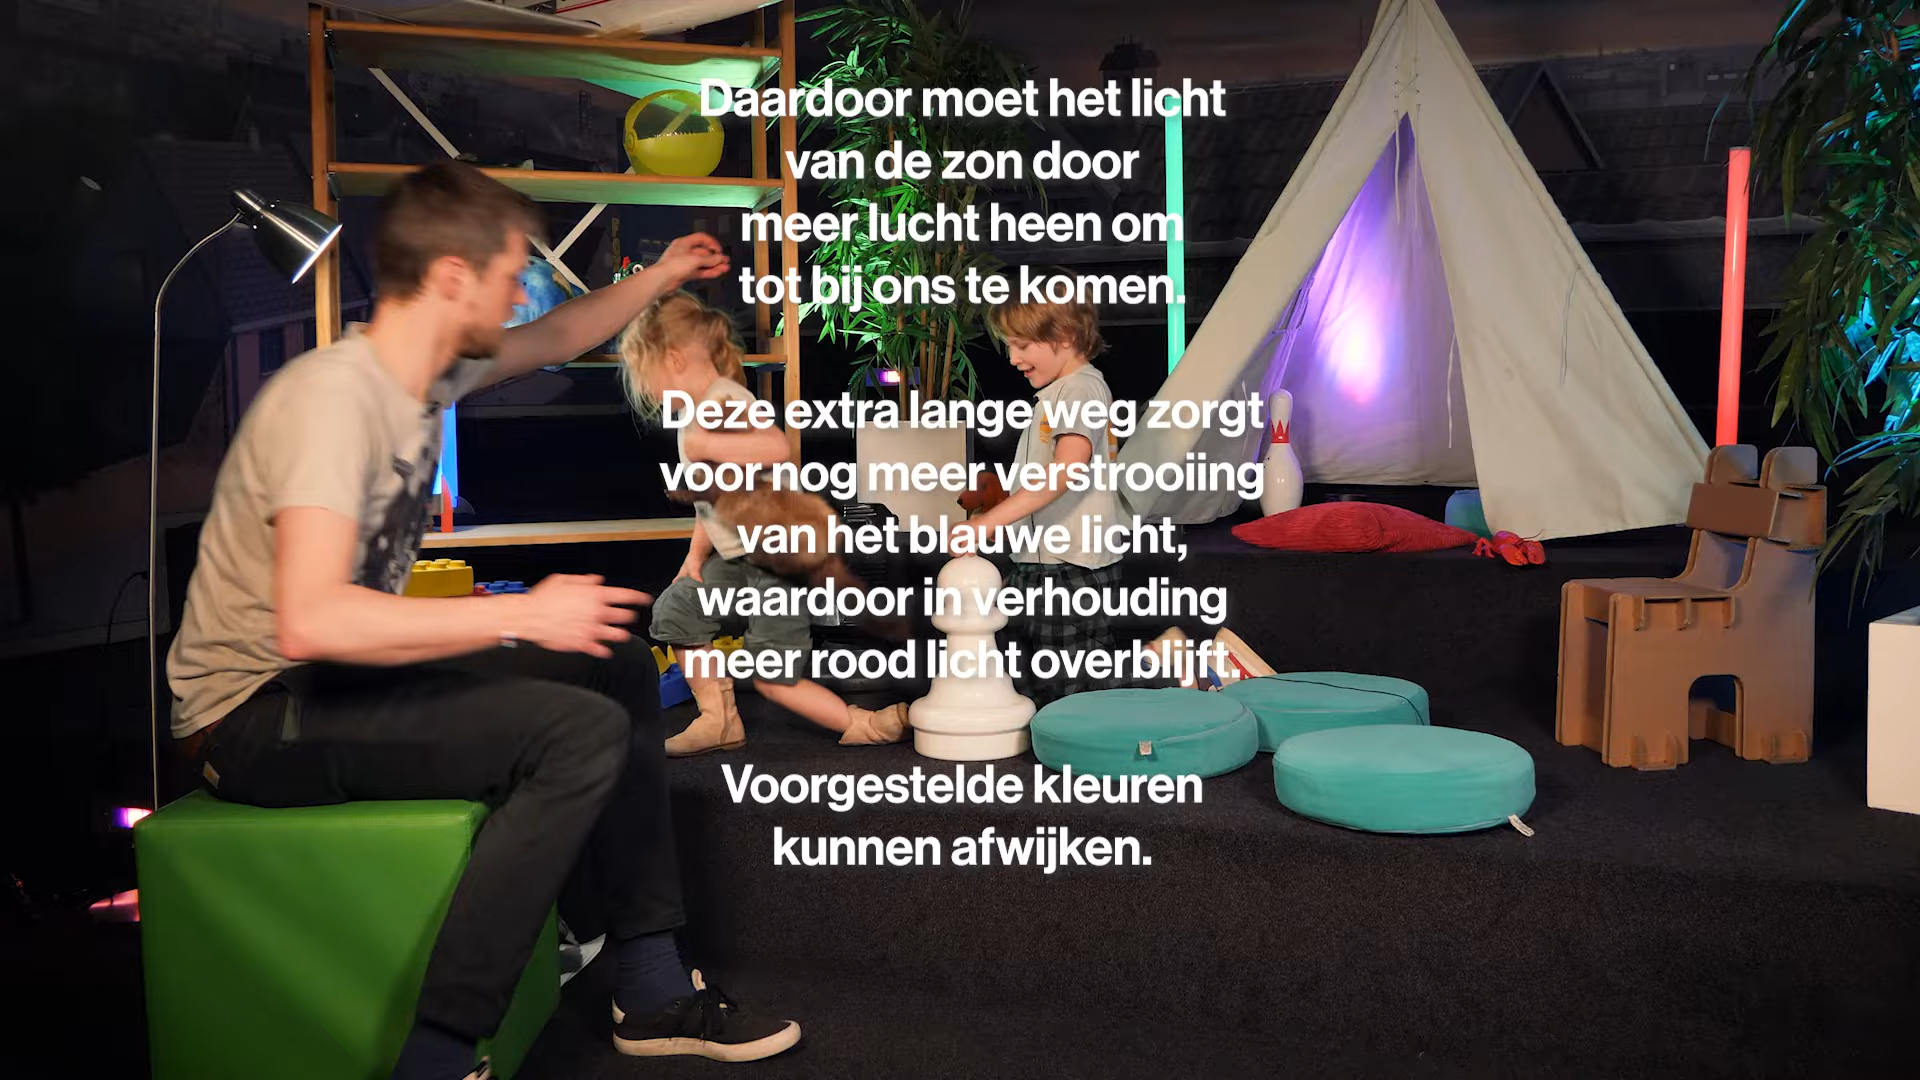 Daardoor moet het licht
van de zon door
meer lucht heen om
tot bij ons te komen.
Deze extra lange weg zorgt
voor nog meer verstrooiing
van het blauwe licht,
waardoor in verhouding
meer rood licht overblijft.
Voorgestelde kleuren
kunnen afwijken.